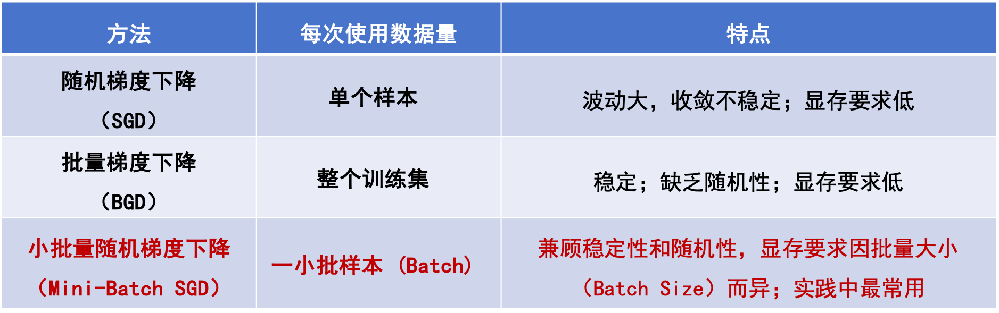 方法
每次使用数据量
特点
随机梯度下降
（SGD）
单个样本
波动大，收敛不稳定；显存要求低
批量梯度下降
（BGD）
整个训练集
稳定；缺乏随机性；显存要求低
小批量随机梯度下降
（Mini-Batch SGD）
一小批样本 (Batch)
兼顾稳定性和随机性，显存要求因批量大小
（Batch Size）而异；实践中最常用